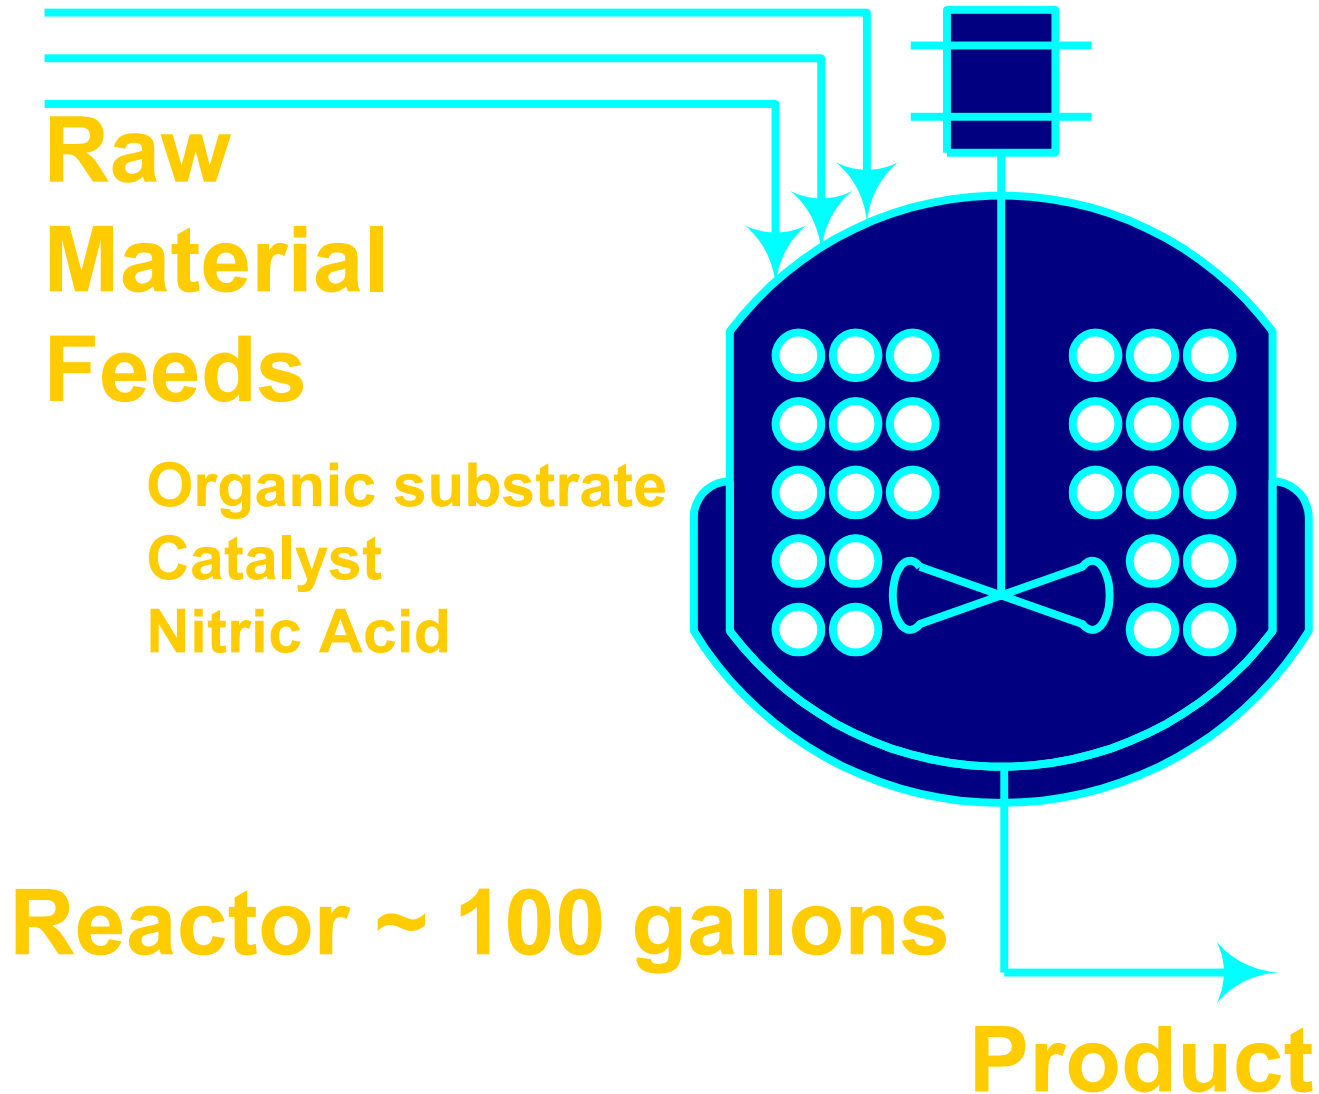 Raw
Material
Feeds
Organic substrate
Catalyst
Nitric Acid
Reactor ~ 100 gallons
Product